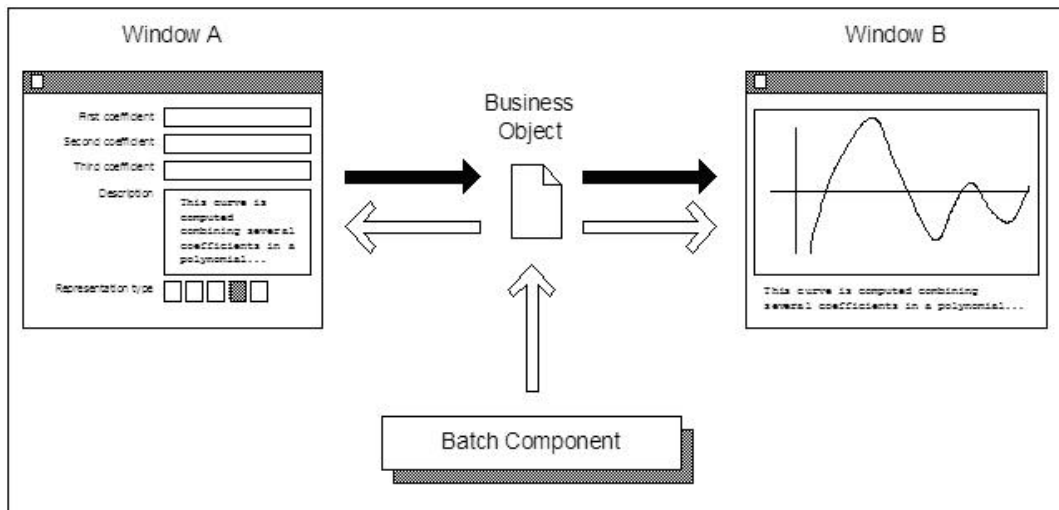 Window A
Window B
First coefficient
Second coefficient
Third coefficient
Description
This curve is
computed
combining several
coefficients in a
polynomial...
Representation type
Business
Object
This curve is computed combining
several coefficients in a polynomial...
Batch Component